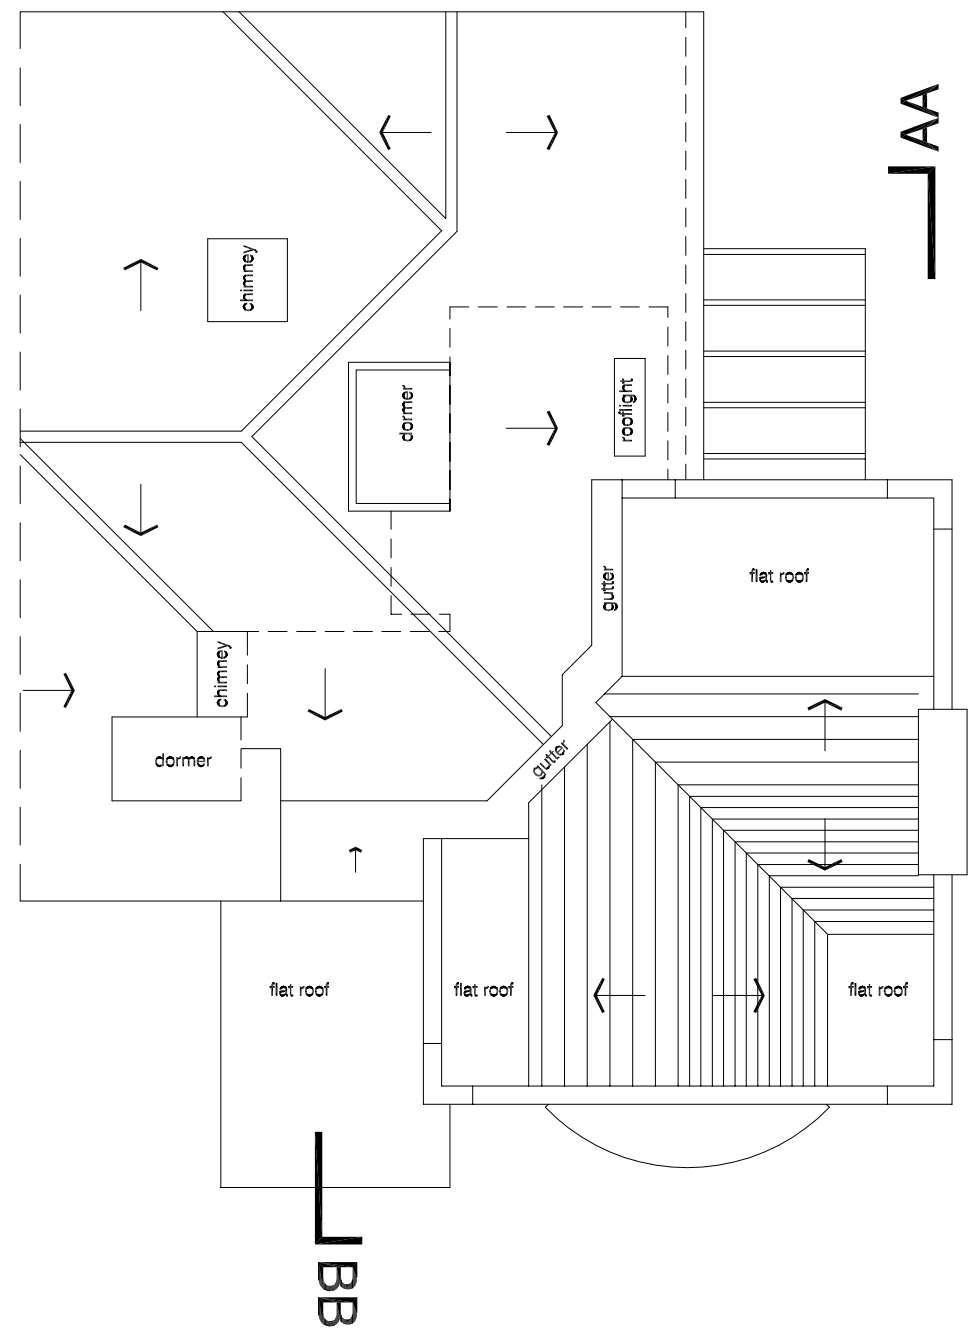 AA
chimney
dormer
rooflight
gutter
flat roof
chimney
dormer
gutter
flat roof
flat roof
flat roof
BB